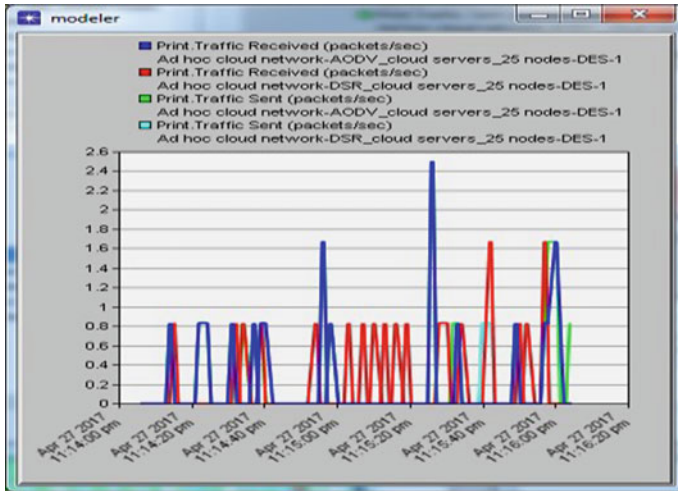 modeler
Print.Traffic Received (packets/sec)
Ad hoc cloud network-AODV_cloud servers_25 nodes-DES-1
Print.Traffic Received (packets/sec)
Ad hoc cloud network-DSR_cloud servers_25 nodes-DES-1
Print.Traffic Sent (packets/sec)
Ad hoc cloud network-AODV_cloud servers_25 nodes-DES-1
Print.Traffic Sent (packets/sec)
Ad hoc cloud network-DSR_cloud servers_25 nodes-DES-1
2.6
2.4
2.2
2
1.8
1.6
1.4
1.2
1
0.8
0.6
0.4
0.2
0
Apr 27 2017
11:14:00 pm
Apr 27 2017
11:14:20 pm
Apr 27 2017
11:14:40 pm
Apr 27 2017
11:15:00 pm
Apr 27 2017
11:15:20 pm
Apr 27 2017
11:15:40 pm
Apr 27 2017
11:16:00 pm
Apr 27 2017
11:16:20 pm